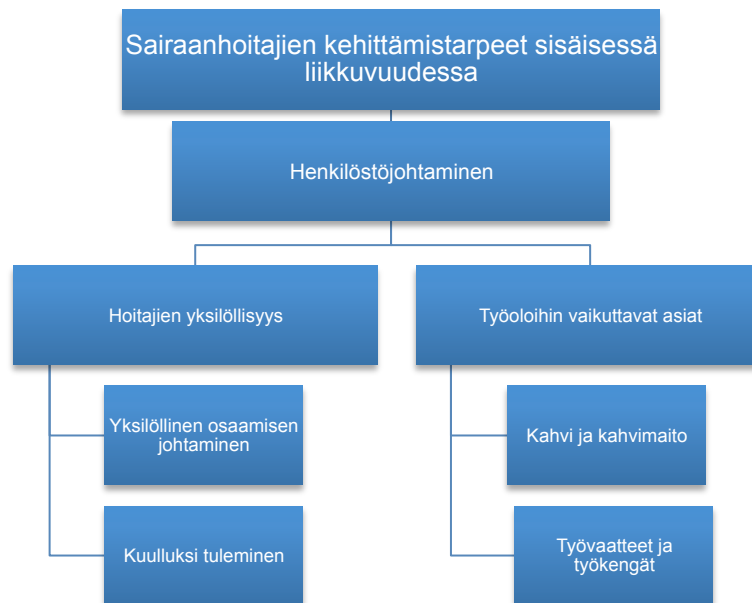 Sairaanhoitajien kehittämistarpeet sisäisessä
liikkuvuudessa
Henkilöstöjohtaminen
Hoitajien yksilöllisyys
Työoloihin vaikuttavat asiat
Yksilöllinen osaamisen
johtaminen
Kahvi ja kahvimaito
Kuulluksi tuleminen
Työvaatteet ja
työkengät